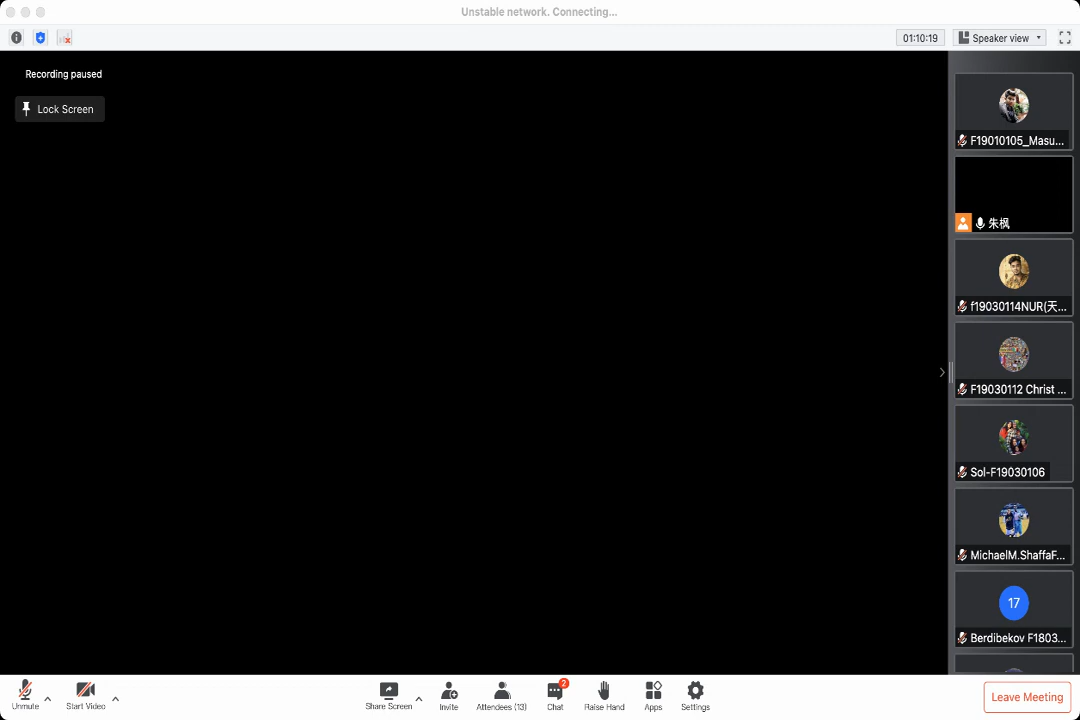 Unstable network. Connecting...
01:10:19
Speaker view
Recording paused
Lock Screen
F19010105_Masu...
朱枫
f19030114NUR(天...
F19030112 Christ ...
Sol-F19030106
MichaelM.ShaffaF...
17
Berdibekov F1803...
Unmute
Start Video
Share Screen
Invite
Attendees (13)
2
Chat
Raise Hand
Apps
Settings
Leave Meeting